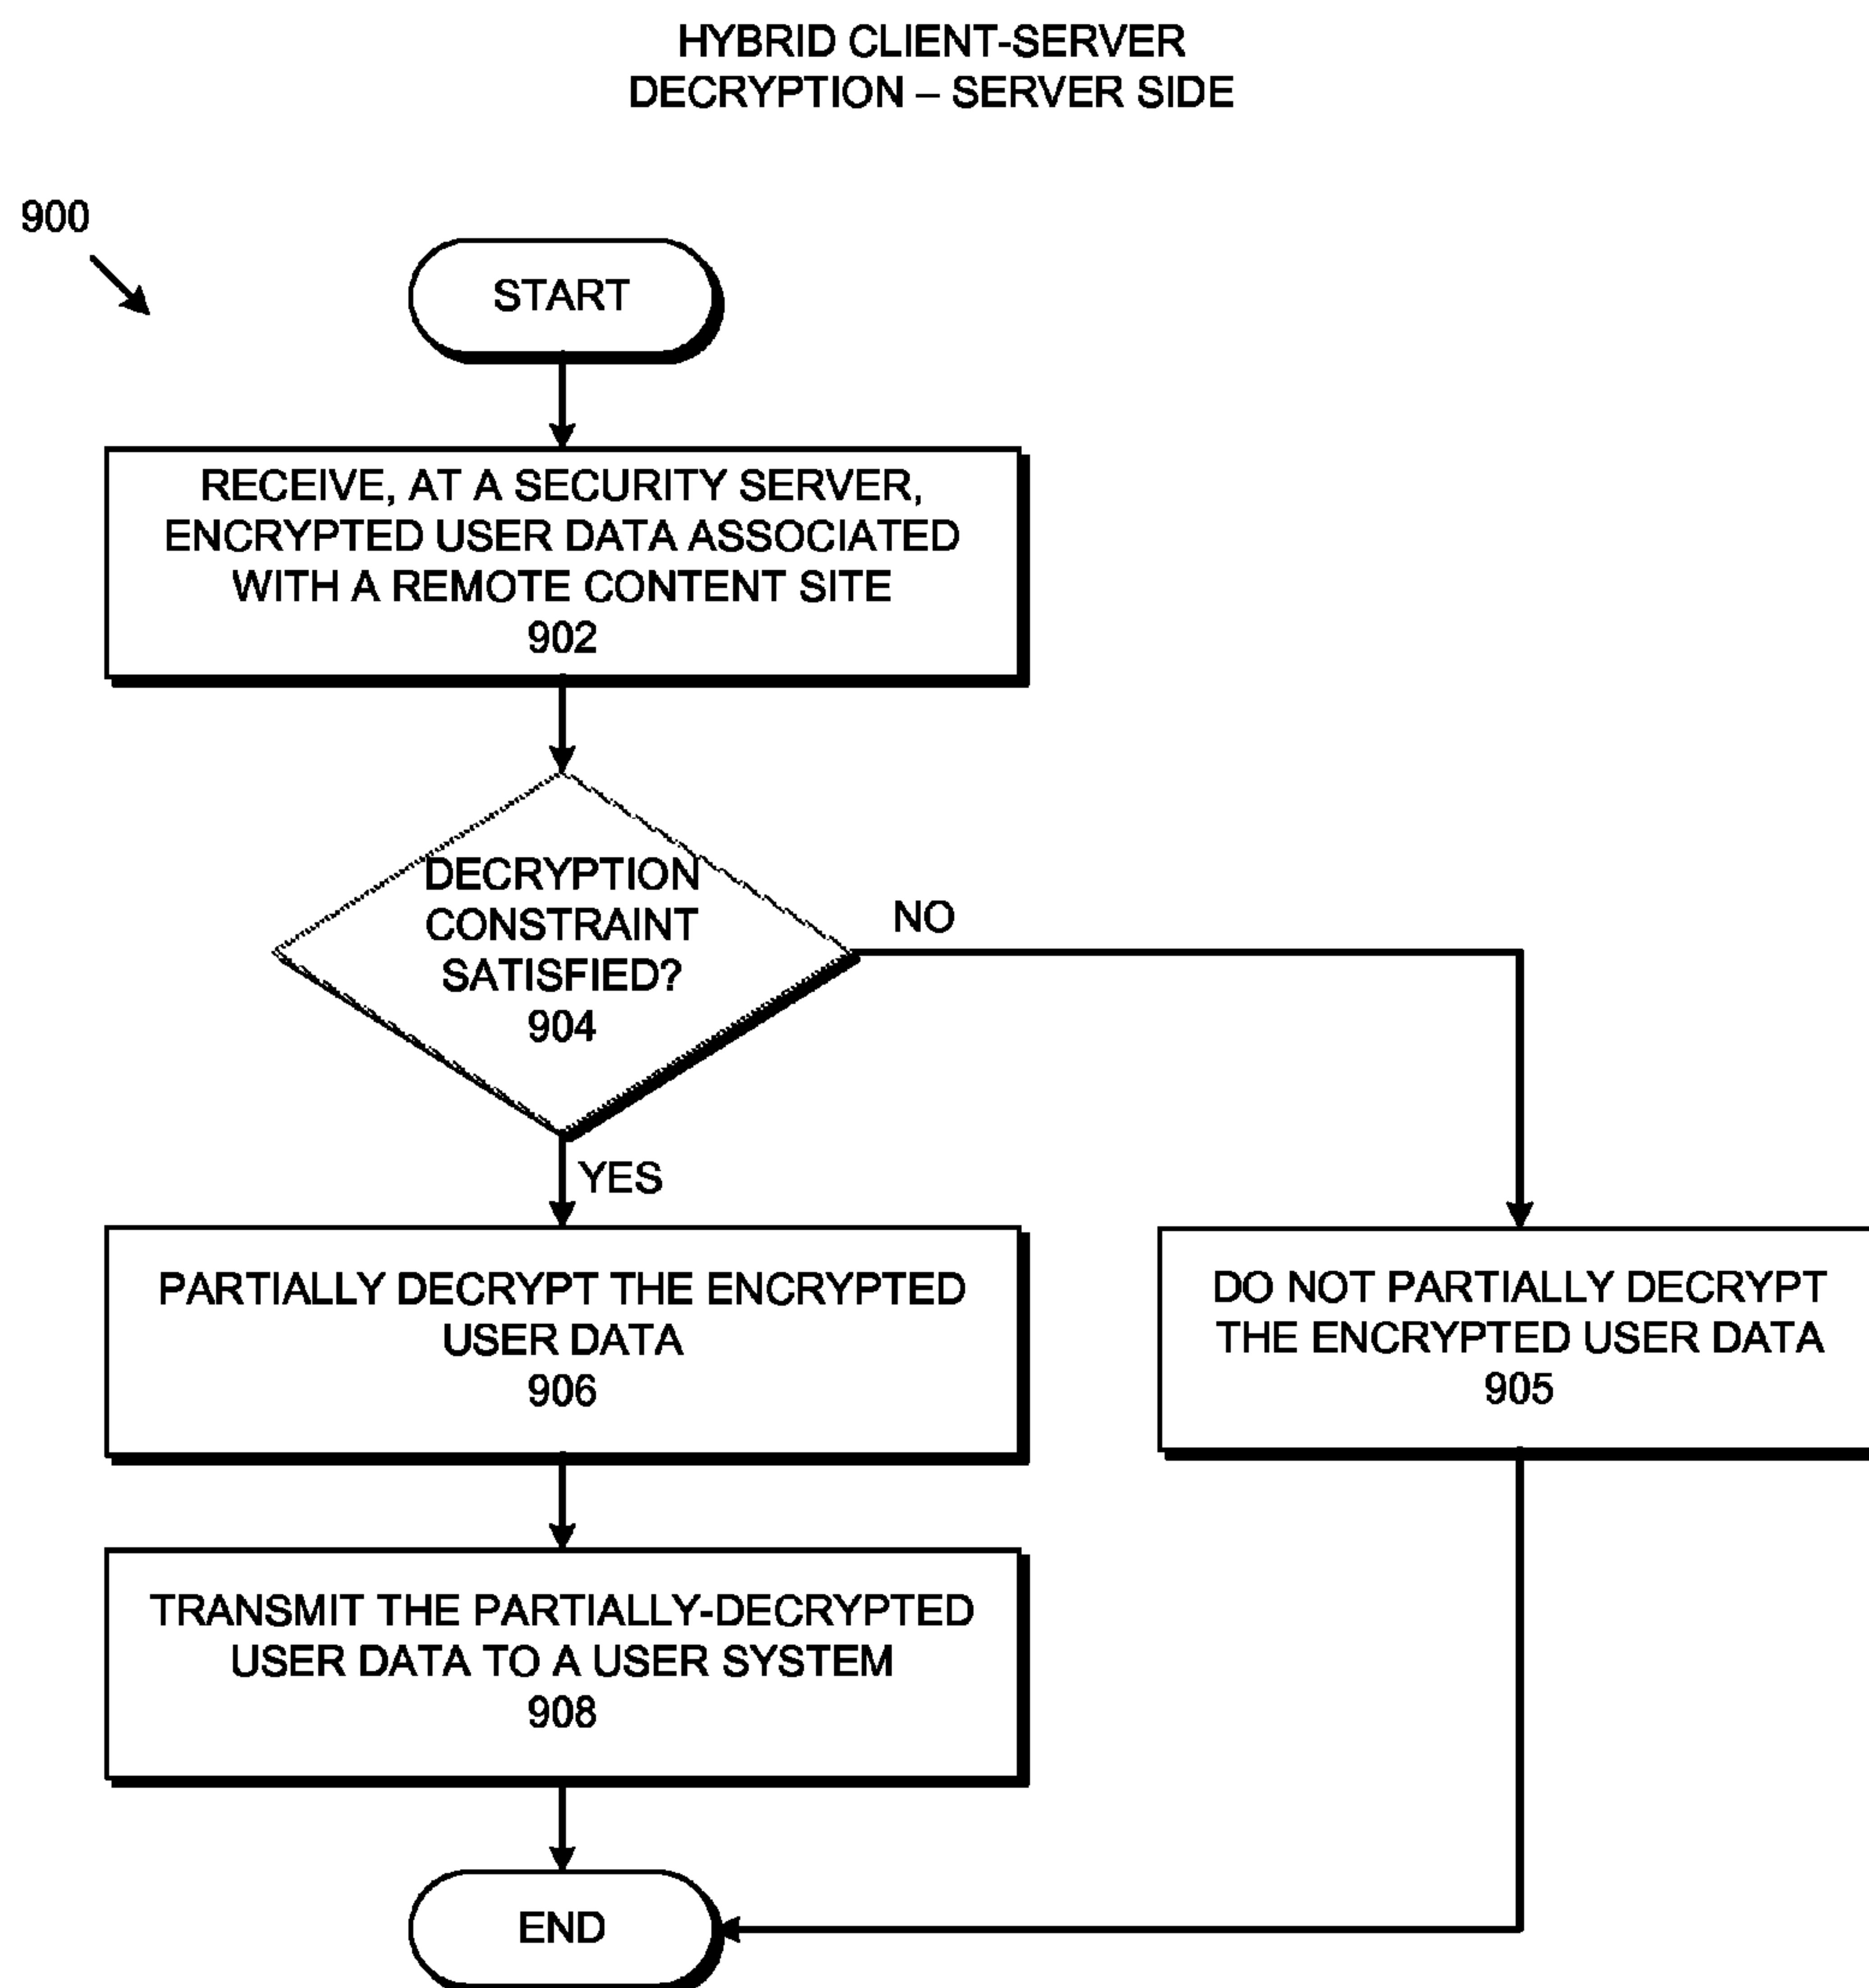 HYBRID CLIENT-SERVER
DECRYPTION – SERVER SIDE
900
START
RECEIVE, AT A SECURITY SERVER,
ENCRYPTED USER DATA ASSOCIATED
WITH A REMOTE CONTENT SITE
902
DECRYPTION
CONSTRAINT
SATISFIED?
904
NO
YES
PARTIALLY DECRYPT THE ENCRYPTED
USER DATA
906
DO NOT PARTIALLY DECRYPT
THE ENCRYPTED USER DATA
905
TRANSMIT THE PARTIALLY-DECRYPTED
USER DATA TO A USER SYSTEM
908
END